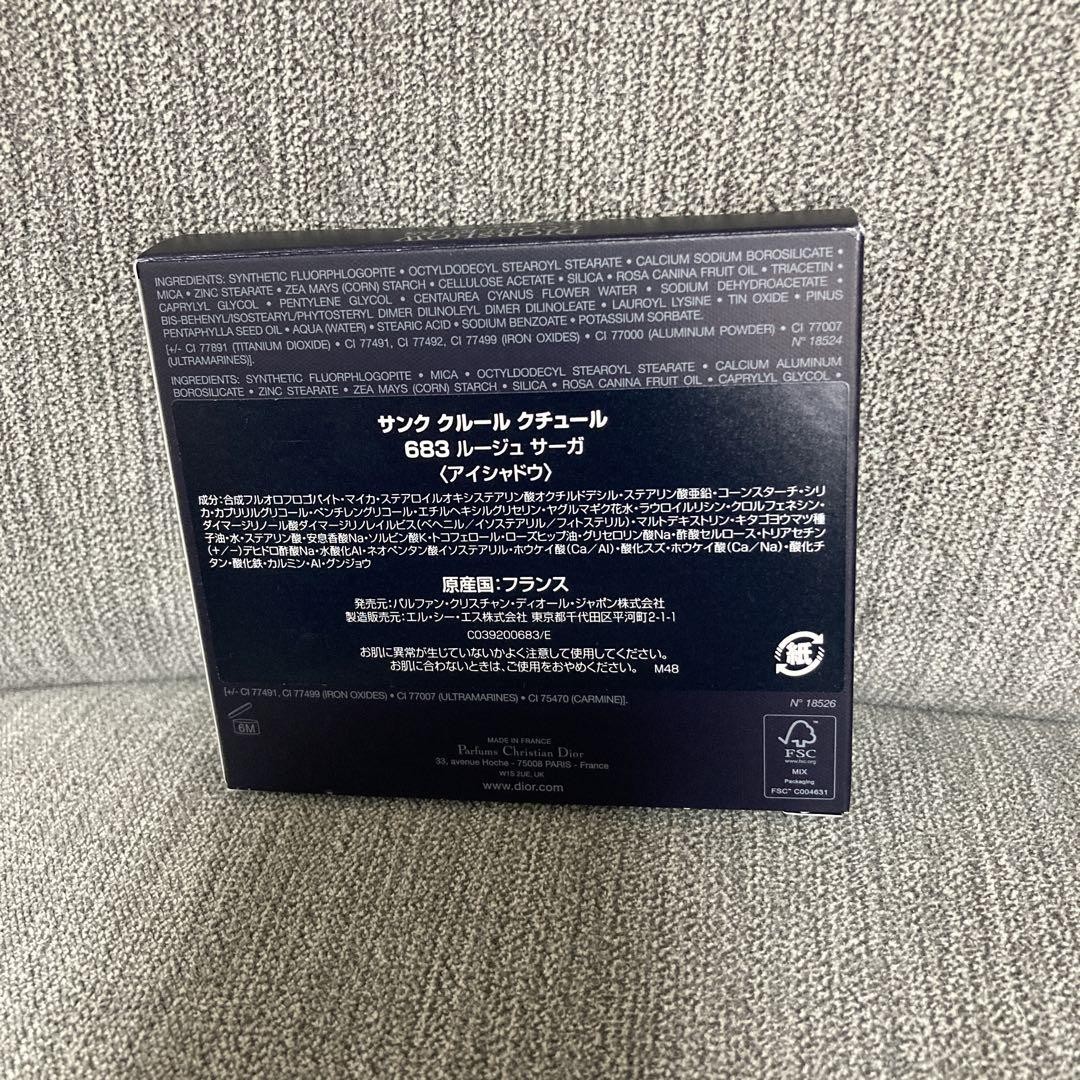 INGREDIENTS: SYNTHETIC FLUORPHLOGOPITE • OCTYLDODECYL STEAROYL STEARATE • CALCIUM SODIUM BOROSILICATE •
MICA • ZINC STEARATE • ZEA MAYS (CORN) STARCH • CELLULOSE ACETATE • SILICA • ROSA CANINA FRUIT OIL • TRIACETIN •
CAPRYLYL GLYCOL • PENTYLENE GLYCOL • CENTAUREA CYANUS FLOWER WATER • SODIUM DEHYDROACETATE •
BIS-BEHENYL/ISOSTEARYL/PHYTOSTERYL DIMER DILINOLEYL DIMER DILINOLEATE • LAUROYL LYSINE • TIN OXIDE • PINUS
PENTAPHYLLA SEED OIL • AQUA (WATER) • STEARIC ACID • SODIUM BENZOATE • POTASSIUM SORBATE.
[+/- CI 77891 (TITANIUM DIOXIDE) • CI 77491, CI 77492, CI 77499 (IRON OXIDES) • CI 77000 (ALUMINUM POWDER) • CI 77007
(ULTRAMARINES)]. N° 18524
INGREDIENTS: SYNTHETIC FLUORPHLOGOPITE • MICA • OCTYLDODECYL STEAROYL STEARATE • CALCIUM ALUMINUM
BOROSILICATE • ZINC STEARATE • ZEA MAYS (CORN) STARCH • SILICA • ROSA CANINA FRUIT OIL • CAPRYLYL GLYCOL •
サンク クルール クチュール
683 ルージュ サーガ
〈アイシャドウ〉
成分:合成フルオロフロゴパイト・マイカ・ステアロイルオキシステアリン酸オクチルドデシル・ステアリン酸亜鉛・コーンスターチ・シリ
カ・カプリリルグリコール・ペンチレングリコール・エチルヘキシルグリセリン・ヤグルマギク花水・ラウロイルリシン・クロルフェネシン・
ダイマージリノール酸ダイマージリノレイルビス(ベヘニル/イソステアリル/フィトステリル)・マルトデキストリン・キタゴヨウマツ種
子油・水・ステアリン酸・安息香酸Na・ソルビン酸K・トコフェロール・ローズヒップ油・グリセロリン酸Na・酢酸セルロース・トリアセチン
(+/-)デヒドロ酢酸Na・水酸化Al・ネオペンタン酸イソステアリル・ホウケイ酸(Ca/Al)・酸化スズ・ホウケイ酸(Ca/Na)・酸化チ
タン・酸化鉄・カルミン・Al・グンジョウ
原産国:フランス
発売元:パルファン・クリスチャン・ディオール・ジャポン株式会社
製造販売元:エル・シー・エス株式会社 東京都千代田区平河町2-1-1
C039200683/E
お肌に異常が生じていないかよく注意して使用してください。
お肌に合わないときは、ご使用をおやめください。 M48
紙
[+/- CI 77491, CI 77499 (IRON OXIDES) • CI 77007 (ULTRAMARINES) • CI 75470 (CARMINE)].
N° 18526
6M
MADE IN FRANCE
Parfums Christian Dior
33, avenue Hoche - 75008 PARIS - France
W1S 2UE, UK
www.dior.com
FSC
www.fsc.org
MIX
Packaging
FSC™ C004631